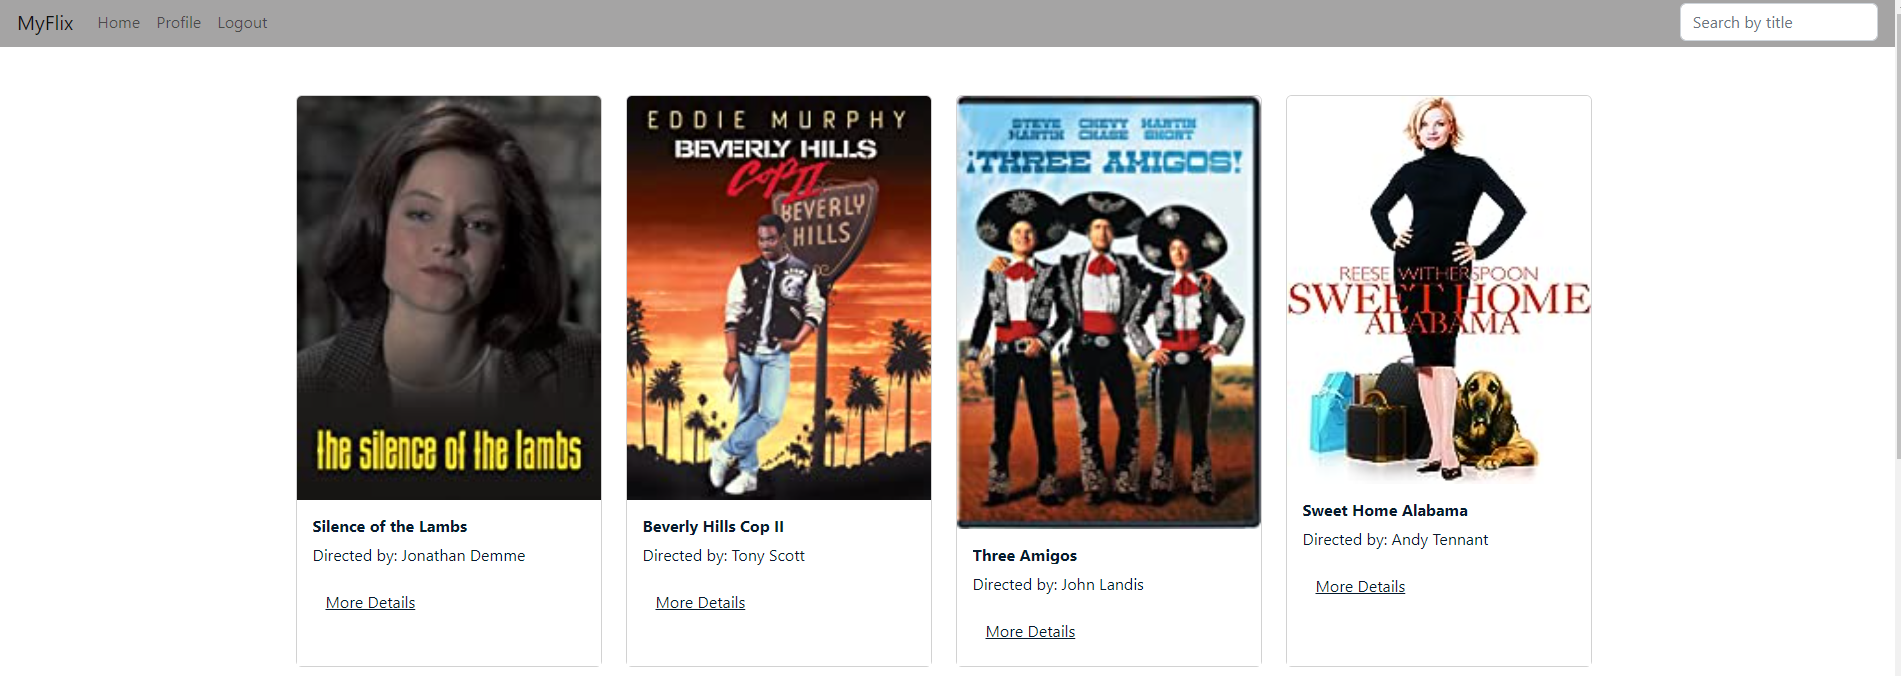 MyFlix Home Profile Logout Search by title
the silence of the lambs
Silence of the Lambs
Directed by: Jonathan Demme
More Details
EDDIE MURPHY
BEVERLY HILLS
COP II
BEVERLY
HILLS
Beverly Hills Cop II
Directed by: Tony Scott
More Details
STEVE CHEVY MARTIN
MARTIN CHASE SHORT
¡THREE AMIGOS!
Three Amigos
Directed by: John Landis
More Details
REESE WITHERSPOON
SWEET HOME
ALABAMA
Sweet Home Alabama
Directed by: Andy Tennant
More Details